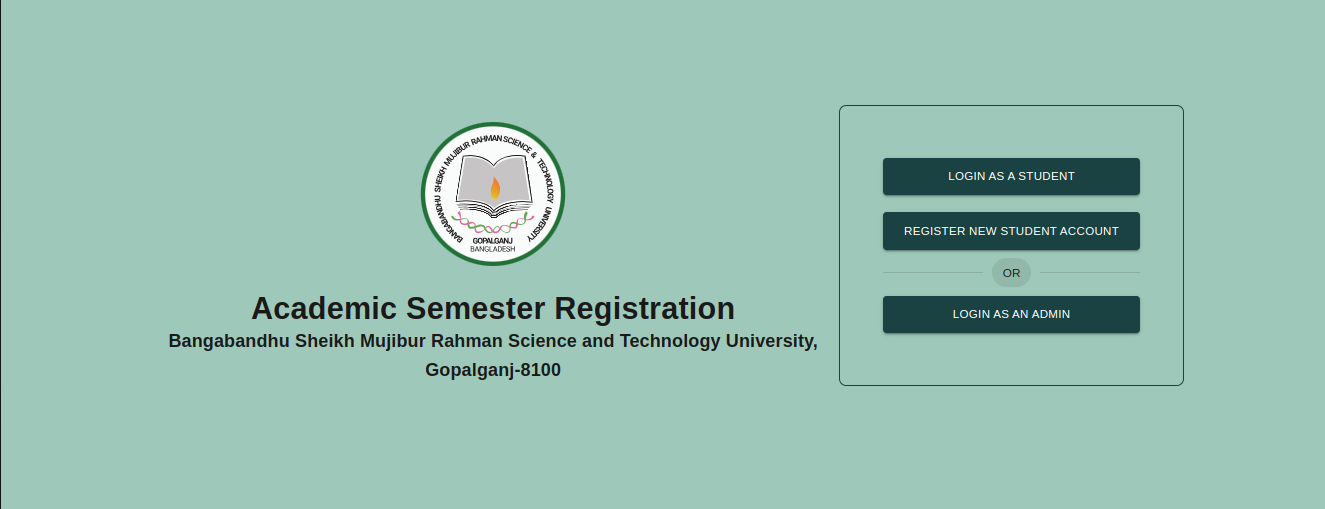 BANGABANDHU SHEIKH MUJIBUR RAHMAN SCIENCE & TECHNOLOGY UNIVERSITY
GOPALGANJ
BANGLADESH
Academic Semester Registration
Bangabandhu Sheikh Mujibur Rahman Science and Technology University,
Gopalganj-8100
LOGIN AS A STUDENT
REGISTER NEW STUDENT ACCOUNT
OR
LOGIN AS AN ADMIN